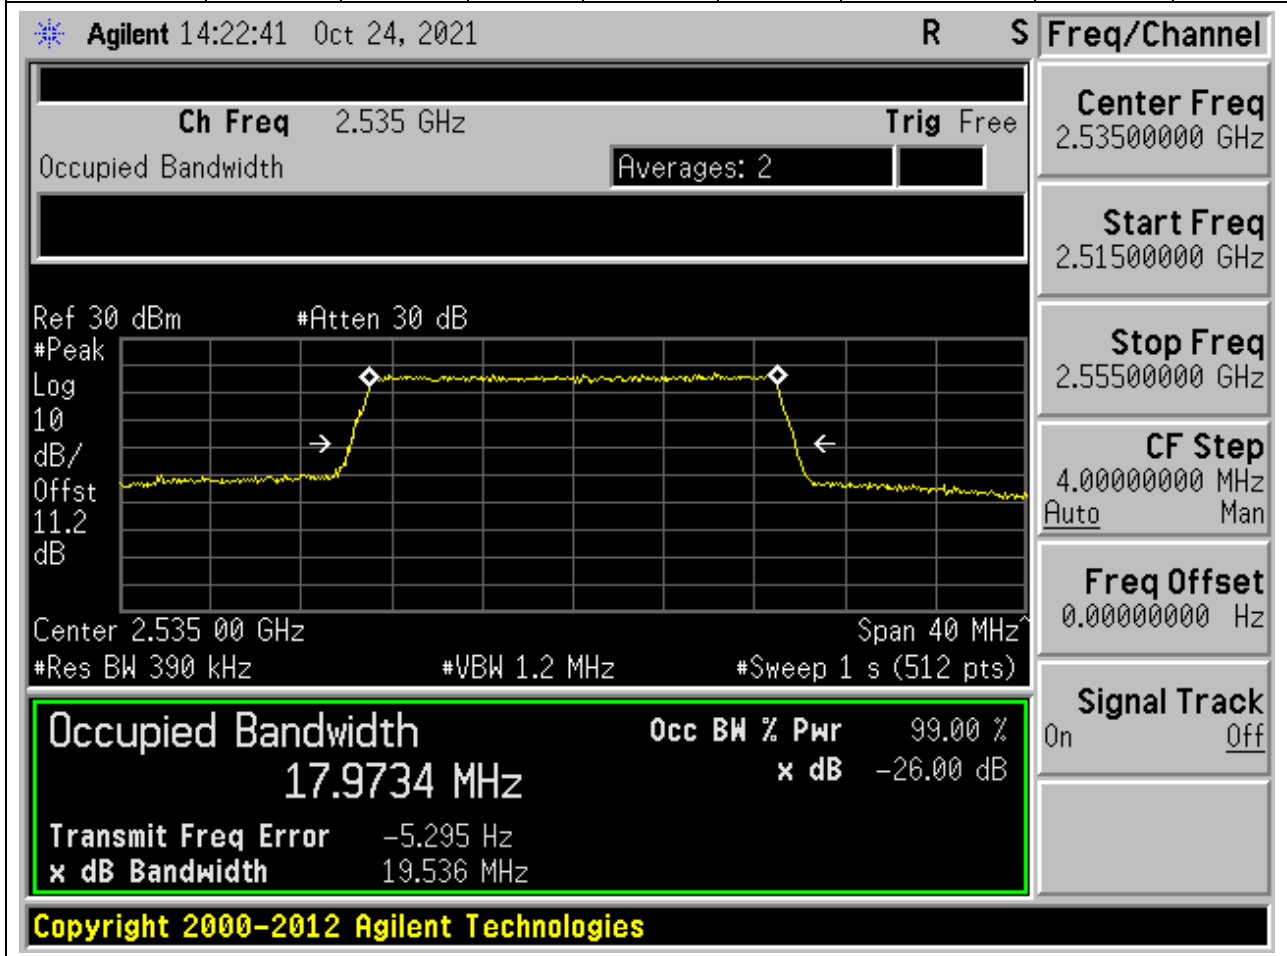 Agilent 14:22:41 Oct 24, 2021 R S
Ch Freq 2.535 GHz Trig Free
Occupied Bandwidth Averages: 2
Ref 30 dBm #Atten 30 dB
#Peak
Log
10
dB/
Offst
11.2
dB
Center 2.535 00 GHz Span 40 MHz^
#Res BW 390 kHz #VBW 1.2 MHz #Sweep 1 s (512 pts)
Occupied Bandwidth Occ BW % Pwr 99.00 %
17.9734 MHz x dB -26.00 dB
Transmit Freq Error -5.295 Hz
x dB Bandwidth 19.536 MHz
Copyright 2000-2012 Agilent Technologies
Freq/Channel
Center Freq
2.53500000 GHz
Start Freq
2.51500000 GHz
Stop Freq
2.55500000 GHz
CF Step
4.00000000 MHz
Auto Man
Freq Offset
0.00000000 Hz
Signal Track
On Off